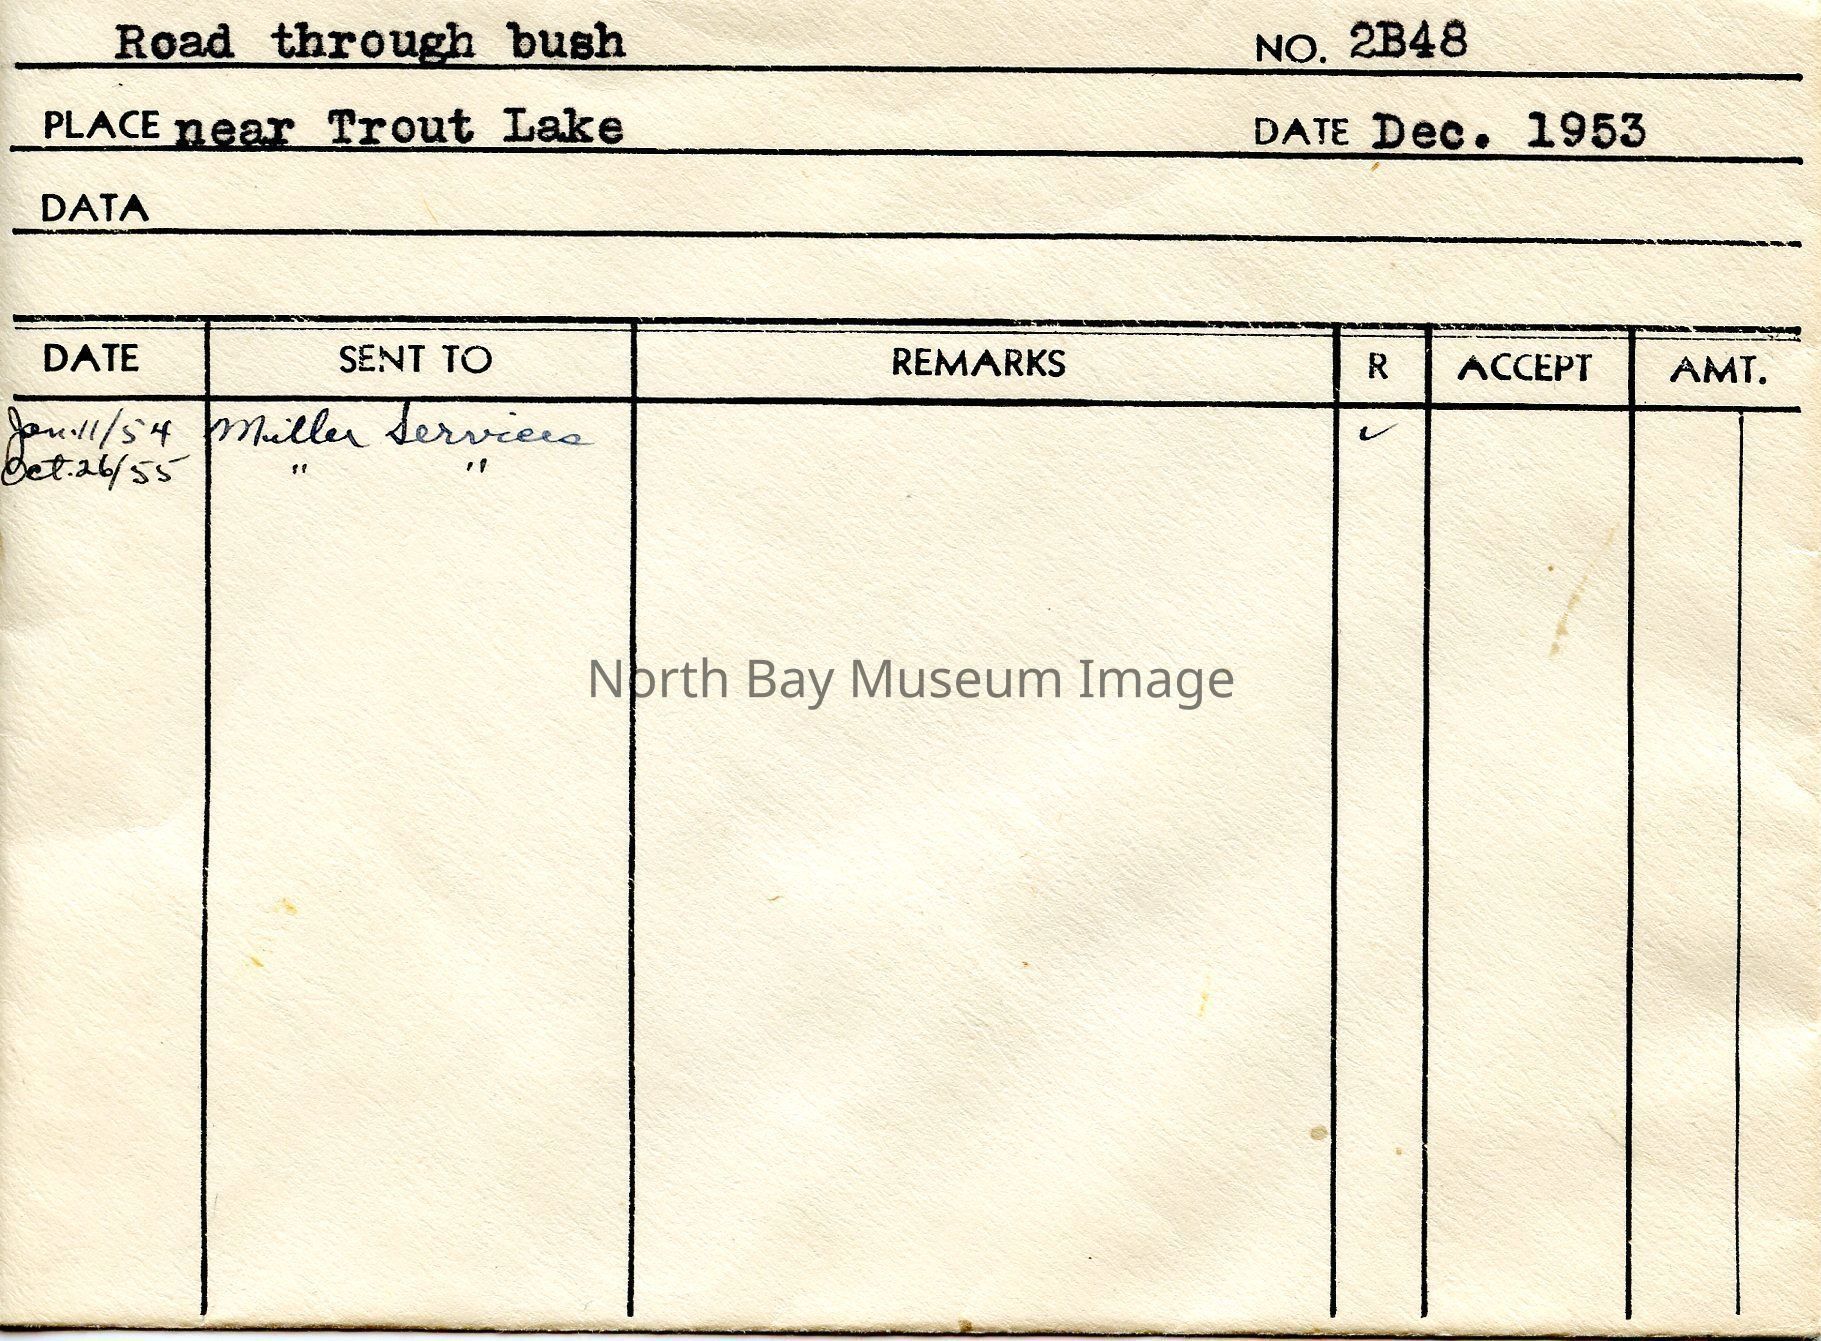 Road through bush NO. 2B48
PLACE near Trout Lake DATE Dec. 1953
DATA
DATE SENT TO REMARKS R ACCEPT AMT.
Jan.11/54 Miller Services ✓
Oct.26/55 " "
North Bay Museum Image